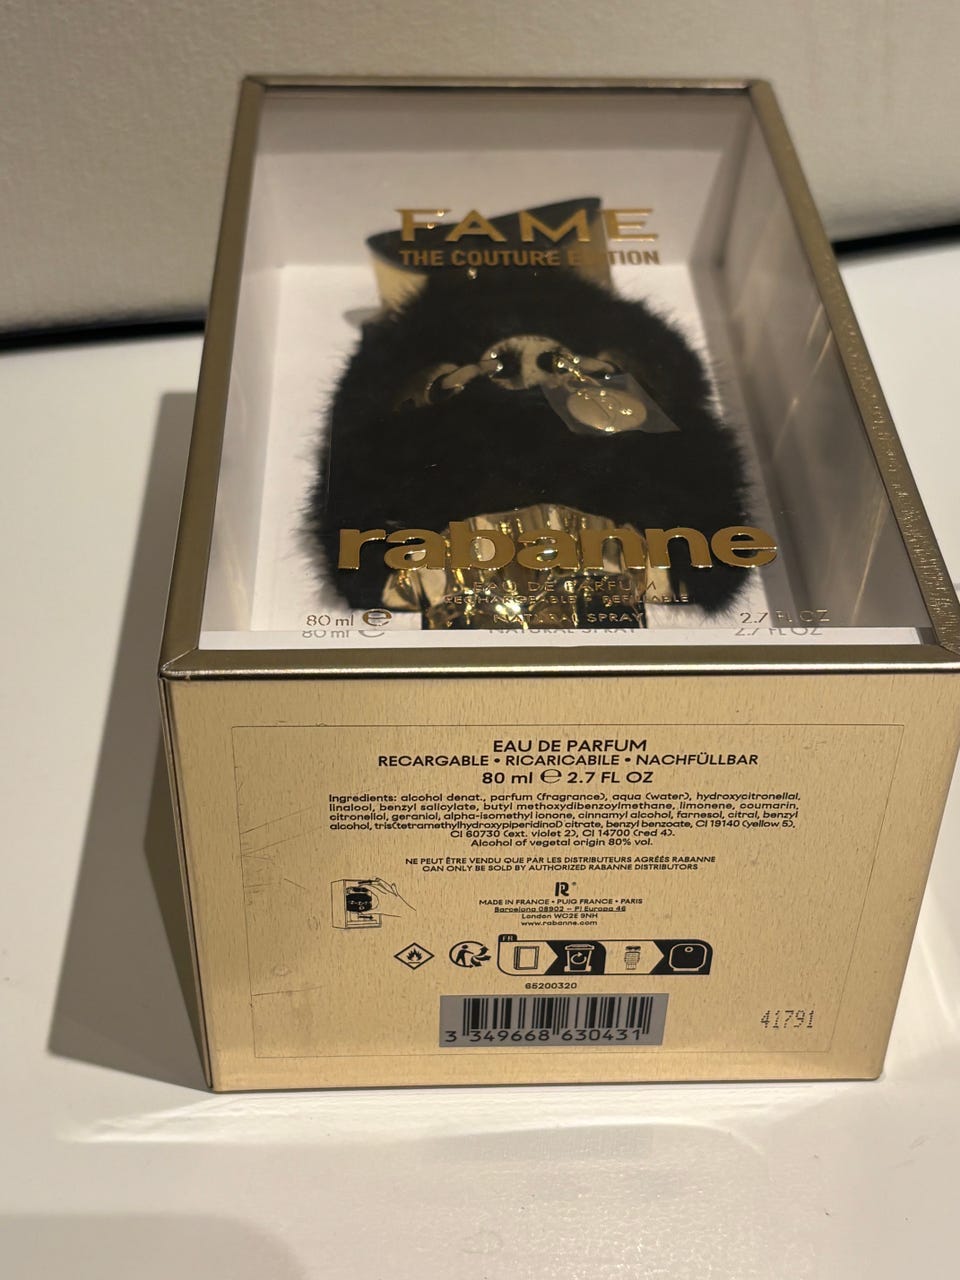 FAME
THE COUTURE EDITION
rabanne
EAU DE PARFUM
RECHARGEABLE • REFILLABLE
80 ml ℮ NATURAL SPRAY 2.7 FL OZ
EAU DE PARFUM
RECARGABLE • RICARICABILE • NACHFÜLLBAR
80 ml ℮ 2.7 FL OZ
Ingredients: alcohol denat., parfum (fragrance), aqua (water), hydroxycitronellal,
linalool, benzyl salicylate, butyl methoxydibenzoylmethane, limonene, coumarin,
citronellol, geraniol, alpha-isomethyl ionone, cinnamyl alcohol, farnesol, citral, benzyl
alcohol, tris(tetramethylhydroxypiperidinol) citrate, benzyl benzoate, CI 19140 (yellow 5),
CI 60730 (ext. violet 2), CI 14700 (red 4).
Alcohol of vegetal origin 80% vol.
NE PEUT ÊTRE VENDU QUE PAR LES DISTRIBUTEURS AGRÉÉS RABANNE
CAN ONLY BE SOLD BY AUTHORIZED RABANNE DISTRIBUTORS
R®
MADE IN FRANCE • PUIG FRANCE • PARIS
Barcelona 08902 – Pl Europa 46
London WC2E 9NH
www.rabanne.com
FR
65200320
3 349668 630431
41791